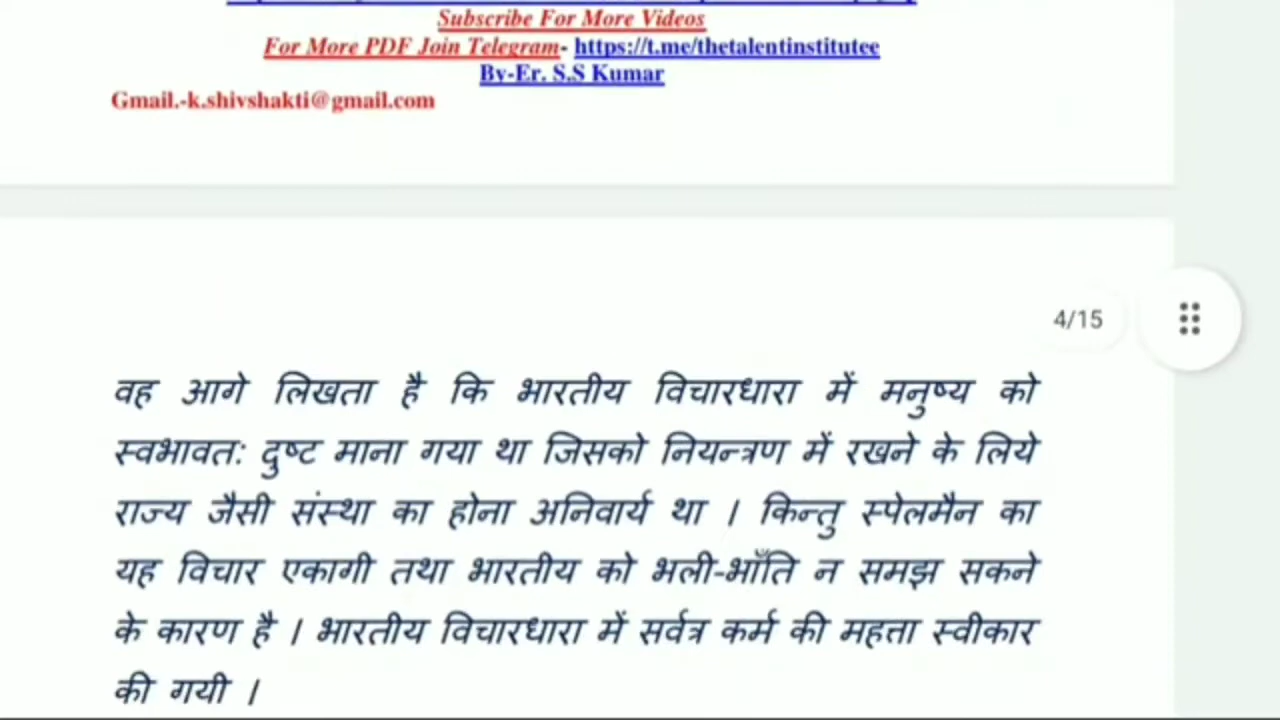 Subscribe For More Videos
For More PDF Join Telegram- https://t.me/thetalentinstitutee
By-Er. S.S Kumar
Gmail.-k.shivshakti@gmail.com
4/15
वह आगे लिखता है कि भारतीय विचारधारा में मनुष्य को
स्वभावत: दुष्ट माना गया था जिसको नियन्त्रण में रखने के लिये
राज्य जैसी संस्था का होना अनिवार्य था । किन्तु स्पेलमैन का
यह विचार एकागी तथा भारतीय को भली-भाँति न समझ सकने
के कारण है । भारतीय विचारधारा में सर्वत्र कर्म की महत्ता स्वीकार
की गयी ।